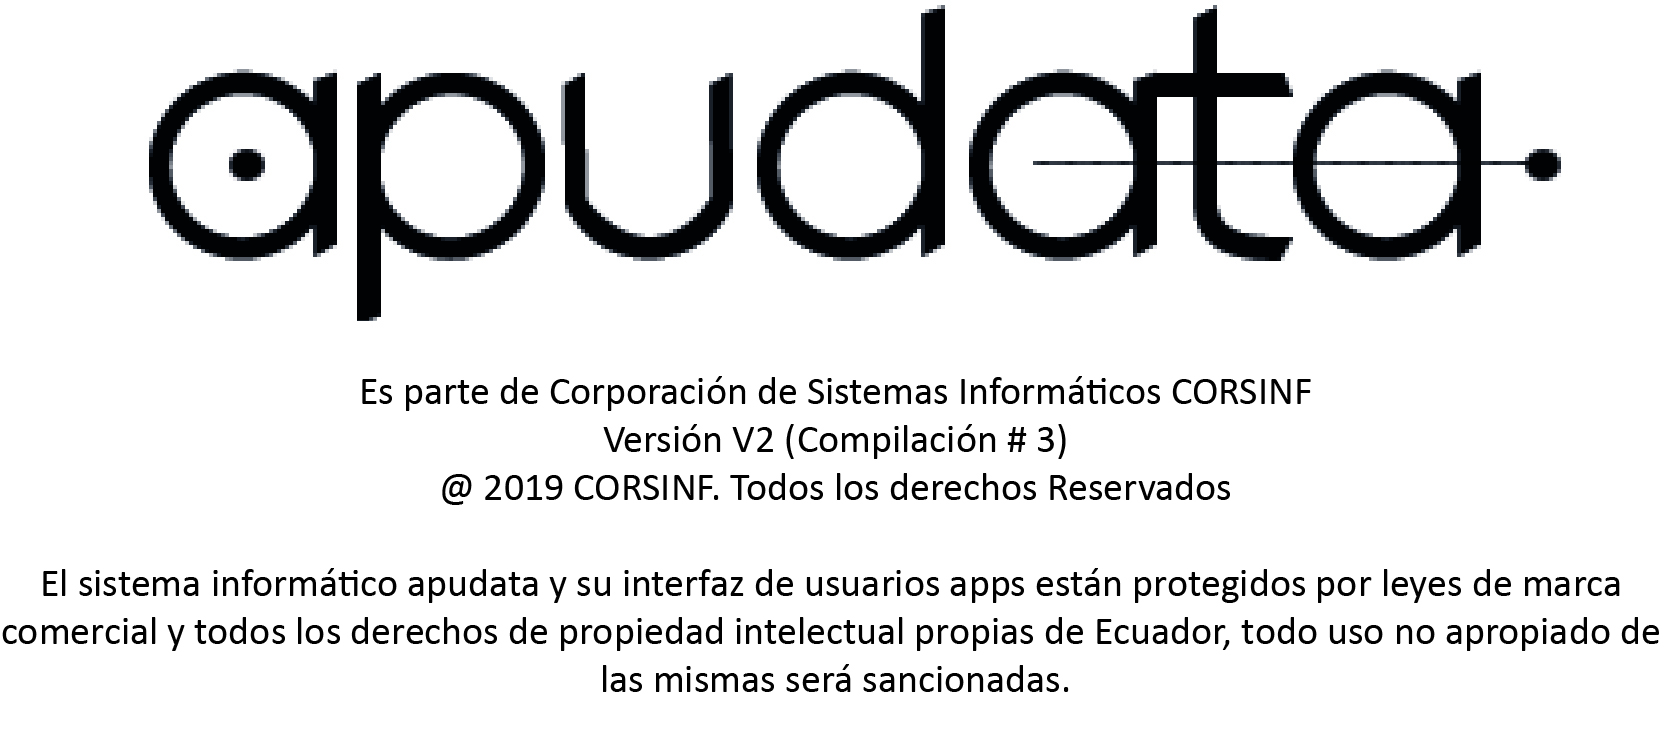 apudata
Es parte de Corporación de Sistemas Informáticos CORSINF
Versión V2 (Compilación # 3)
@ 2019 CORSINF. Todos los derechos Reservados
El sistema informático apudata y su interfaz de usuarios apps están protegidos por leyes de marca
comercial y todos los derechos de propiedad intelectual propias de Ecuador, todo uso no apropiado de
las mismas será sancionadas.